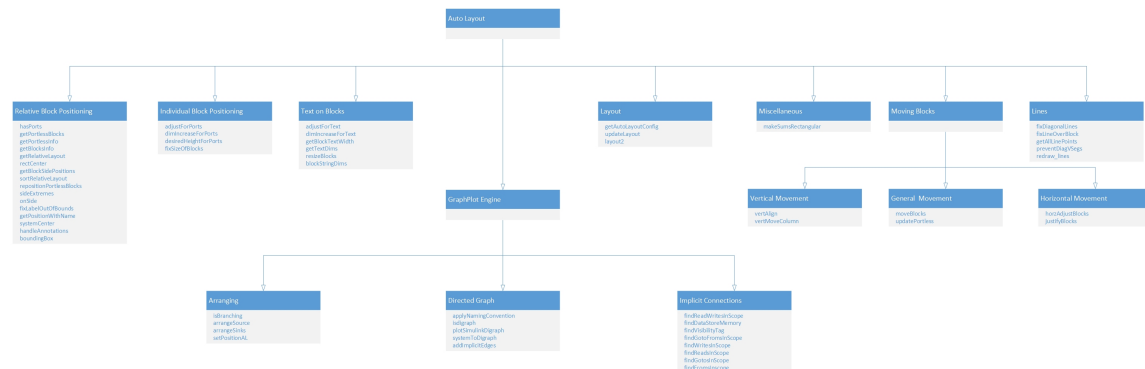 Auto Layout
Relative Block Positioning
hasPorts
getPortlessBlocks
getPortlessInfo
getBlocksInfo
getRelativeLayout
rectCenter
getBlockSidePositions
sortRelativeLayout
repositionPortlessBlocks
sideExtremes
onSide
fixLabelOutOfBounds
getPositionWithName
systemCenter
handleAnnotations
boundingBox
Individual Block Positioning
adjustForPorts
dimIncreaseForPorts
desiredHeightForPorts
fixSizeOfBlocks
Text on Blocks
adjustForText
dimIncreaseForText
getBlockTextWidth
getTextDims
resizeBlocks
blockStringDims
Layout
getAutoLayoutConfig
updateLayout
layout2
Miscellaneous
makeSumsRectangular
Moving Blocks
Lines
fixDiagonalLines
fixLineOverBlock
getAllLinePoints
preventDiagVSegs
redraw_lines
GraphPlot Engine
Vertical Movement
vertAlign
vertMoveColumn
General Movement
moveBlocks
updatePortless
Horizontal Movement
horzAdjustBlocks
justifyBlocks
Arranging
isBranching
arrangeSource
arrangeSinks
setPositionAL
Directed Graph
applyNamingConvention
isdigraph
plotSimulinkDigraph
systemToDigraph
addImplicitEdges
Implicit Connections
findReadWritesInScope
findDataStoreMemory
findVisibilityTag
findGotoFromsInScope
findWritesInScope
findReadsInScope
findGotosInScope
findFromsInScope